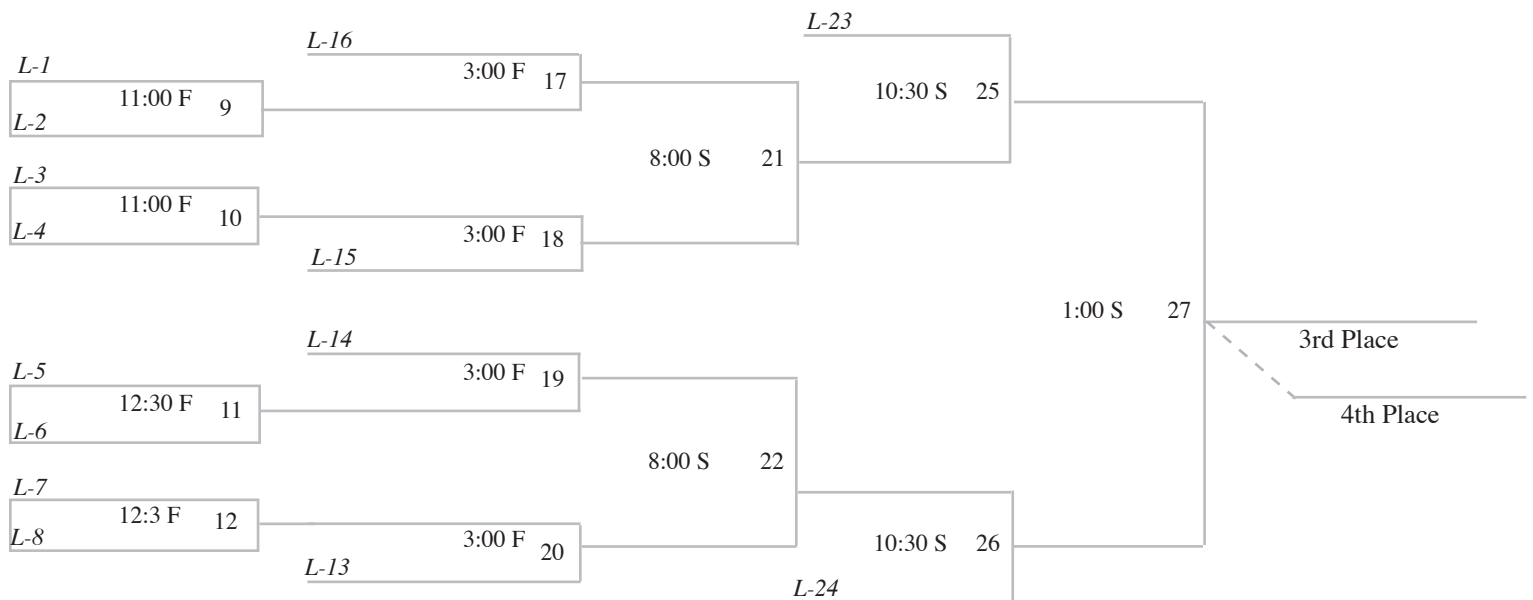 L-23
L-16
L-1
3:00 F 17
11:00 F 9
10:30 S 25
L-2
8:00 S 21
L-3
11:00 F 10
L-4
3:00 F 18
L-15
1:00 S 27
L-14
3rd Place
L-5
3:00 F 19
12:30 F 11
4th Place
L-6
8:00 S 22
L-7
12:3 F 12
L-8
3:00 F 20
10:30 S 26
L-13
L-24